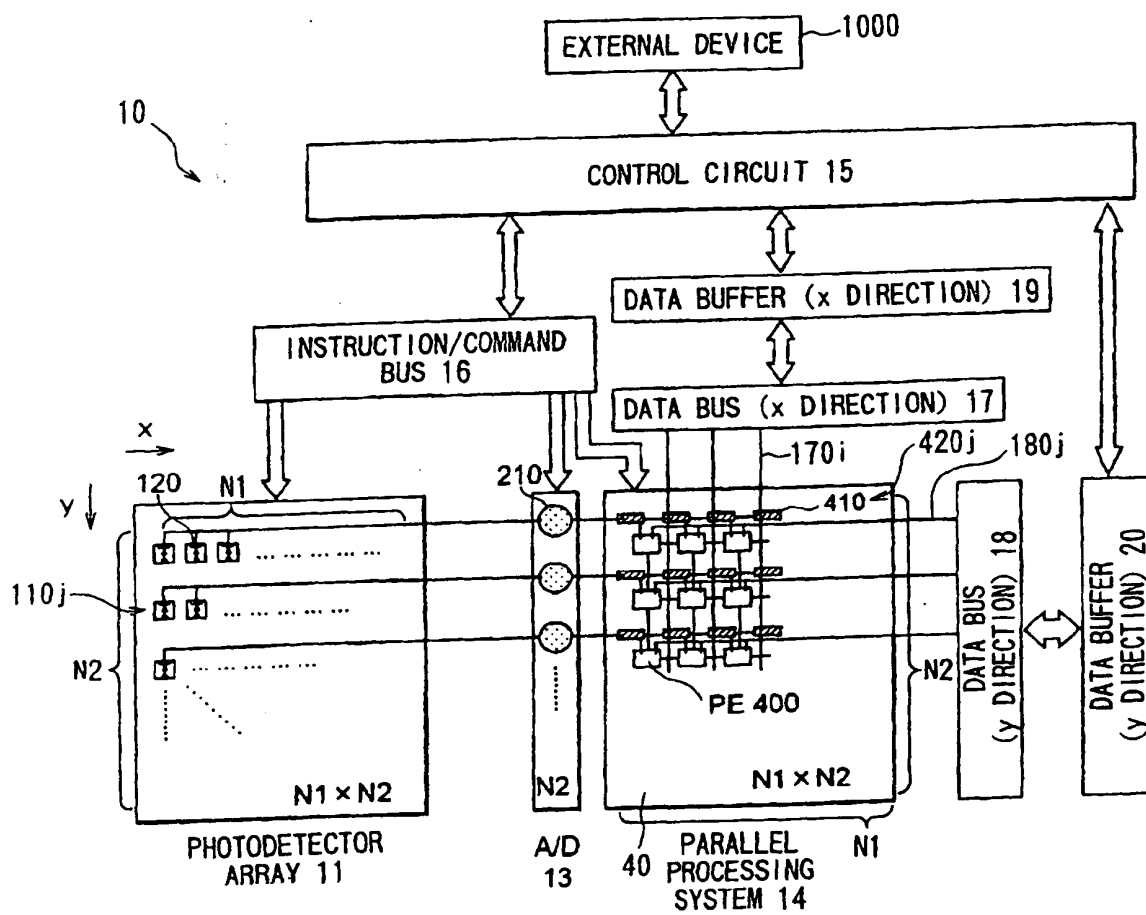 EXTERNAL DEVICE
1000
10
CONTROL CIRCUIT 15
DATA BUFFER (x DIRECTION) 19
INSTRUCTION/COMMAND
BUS 16
DATA BUS (x DIRECTION) 17
x
170i
420j
180j
120
N1
210
y
410
110j
N2
N2
PE 400
N1 × N2
N2
N1 × N2
DATA BUS
(y DIRECTION) 18
DATA BUFFER
(y DIRECTION) 20
PHOTODETECTOR
ARRAY 11
A/D
13
40
PARALLEL
PROCESSING
SYSTEM 14
N1